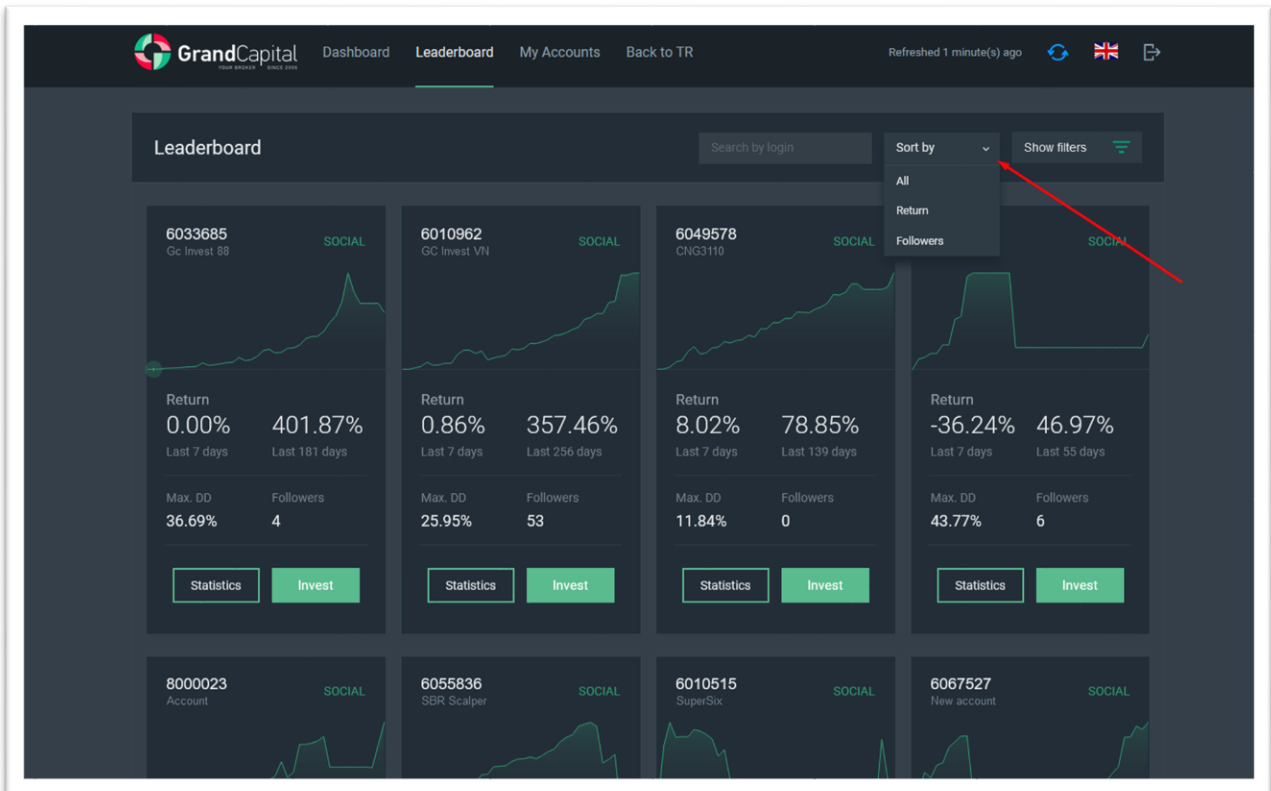 GrandCapital
YOUR BROKER SINCE 2006
Dashboard
Leaderboard
My Accounts
Back to TR
Refreshed 1 minute(s) ago
Leaderboard
Search by login
Sort by
Show filters
All
Return
Followers
6033685
Gc Invest 88
SOCIAL
Return
0.00% 401.87%
Last 7 days Last 181 days
Max. DD Followers
36.69% 4
Statistics Invest
6010962
GC Invest VN
SOCIAL
Return
0.86% 357.46%
Last 7 days Last 256 days
Max. DD Followers
25.95% 53
Statistics Invest
6049578
CNG3110
SOCIAL
Return
8.02% 78.85%
Last 7 days Last 139 days
Max. DD Followers
11.84% 0
Statistics Invest
SOCIAL
Return
-36.24% 46.97%
Last 7 days Last 55 days
Max. DD Followers
43.77% 6
Statistics Invest
8000023
Account
SOCIAL
6055836
SBR Scalper
SOCIAL
6010515
SuperSix
SOCIAL
6067527
New account
SOCIAL